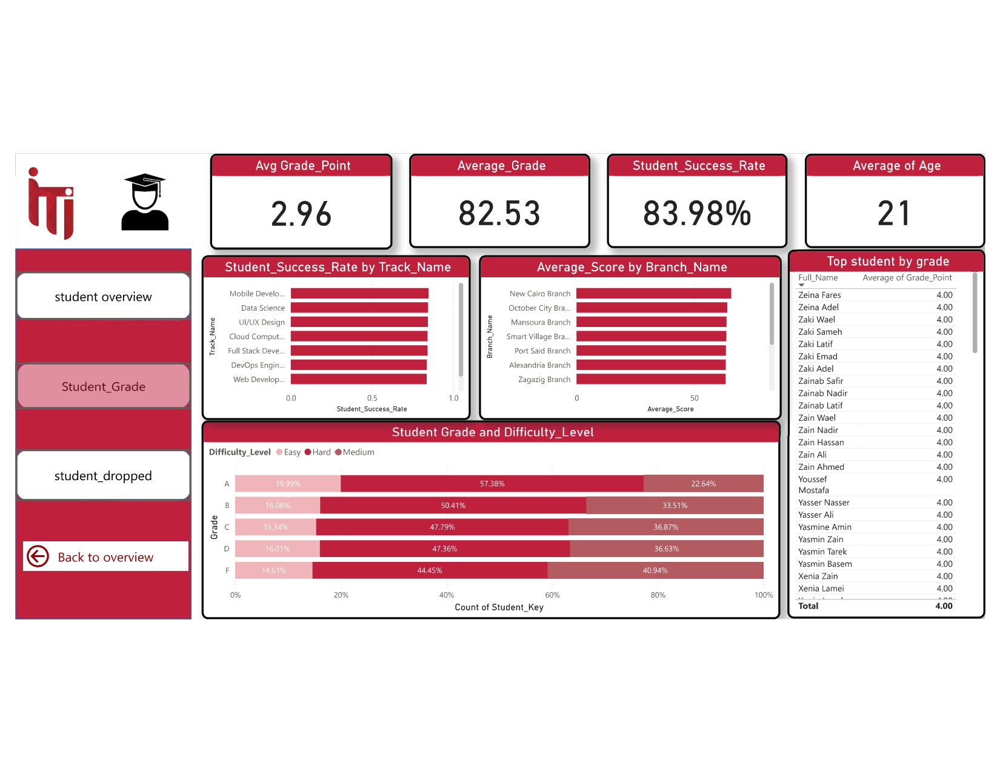 iTi
Avg Grade_Point
2.96
Average_Grade
82.53
Student_Success_Rate
83.98%
Average of Age
21
student overview
Student_Grade
student_dropped
Back to overview
Student_Success_Rate by Track_Name
Track_Name
Mobile Develo...
Data Science
UI/UX Design
Cloud Comput...
Full Stack Deve...
DevOps Engin...
Web Develop...
0.0 0.5 1.0
Student_Success_Rate
Average_Score by Branch_Name
Branch_Name
New Cairo Branch
October City Bra...
Mansoura Branch
Smart Village Bra...
Port Said Branch
Alexandria Branch
Zagazig Branch
0 50
Average_Score
Student Grade and Difficulty_Level
Difficulty_Level Easy Hard Medium
Grade
A 19.99% 57.38% 22.64%
B 16.08% 50.41% 33.51%
C 15.34% 47.79% 36.87%
D 16.01% 47.36% 36.63%
F 14.61% 44.45% 40.94%
0% 20% 40% 60% 80% 100%
Count of Student_Key
Top student by grade
Full_Name Average of Grade_Point
Zeina Fares 4.00
Zeina Adel 4.00
Zaki Wael 4.00
Zaki Sameh 4.00
Zaki Latif 4.00
Zaki Emad 4.00
Zaki Adel 4.00
Zainab Safir 4.00
Zainab Nadir 4.00
Zainab Latif 4.00
Zain Wael 4.00
Zain Nadir 4.00
Zain Hassan 4.00
Zain Ali 4.00
Zain Ahmed 4.00
Youssef 4.00
Mostafa
Yasser Nasser 4.00
Yasser Ali 4.00
Yasmine Amin 4.00
Yasmin Zain 4.00
Yasmin Tarek 4.00
Yasmin Basem 4.00
Xenia Zain 4.00
Xenia Lamei 4.00
Total 4.00